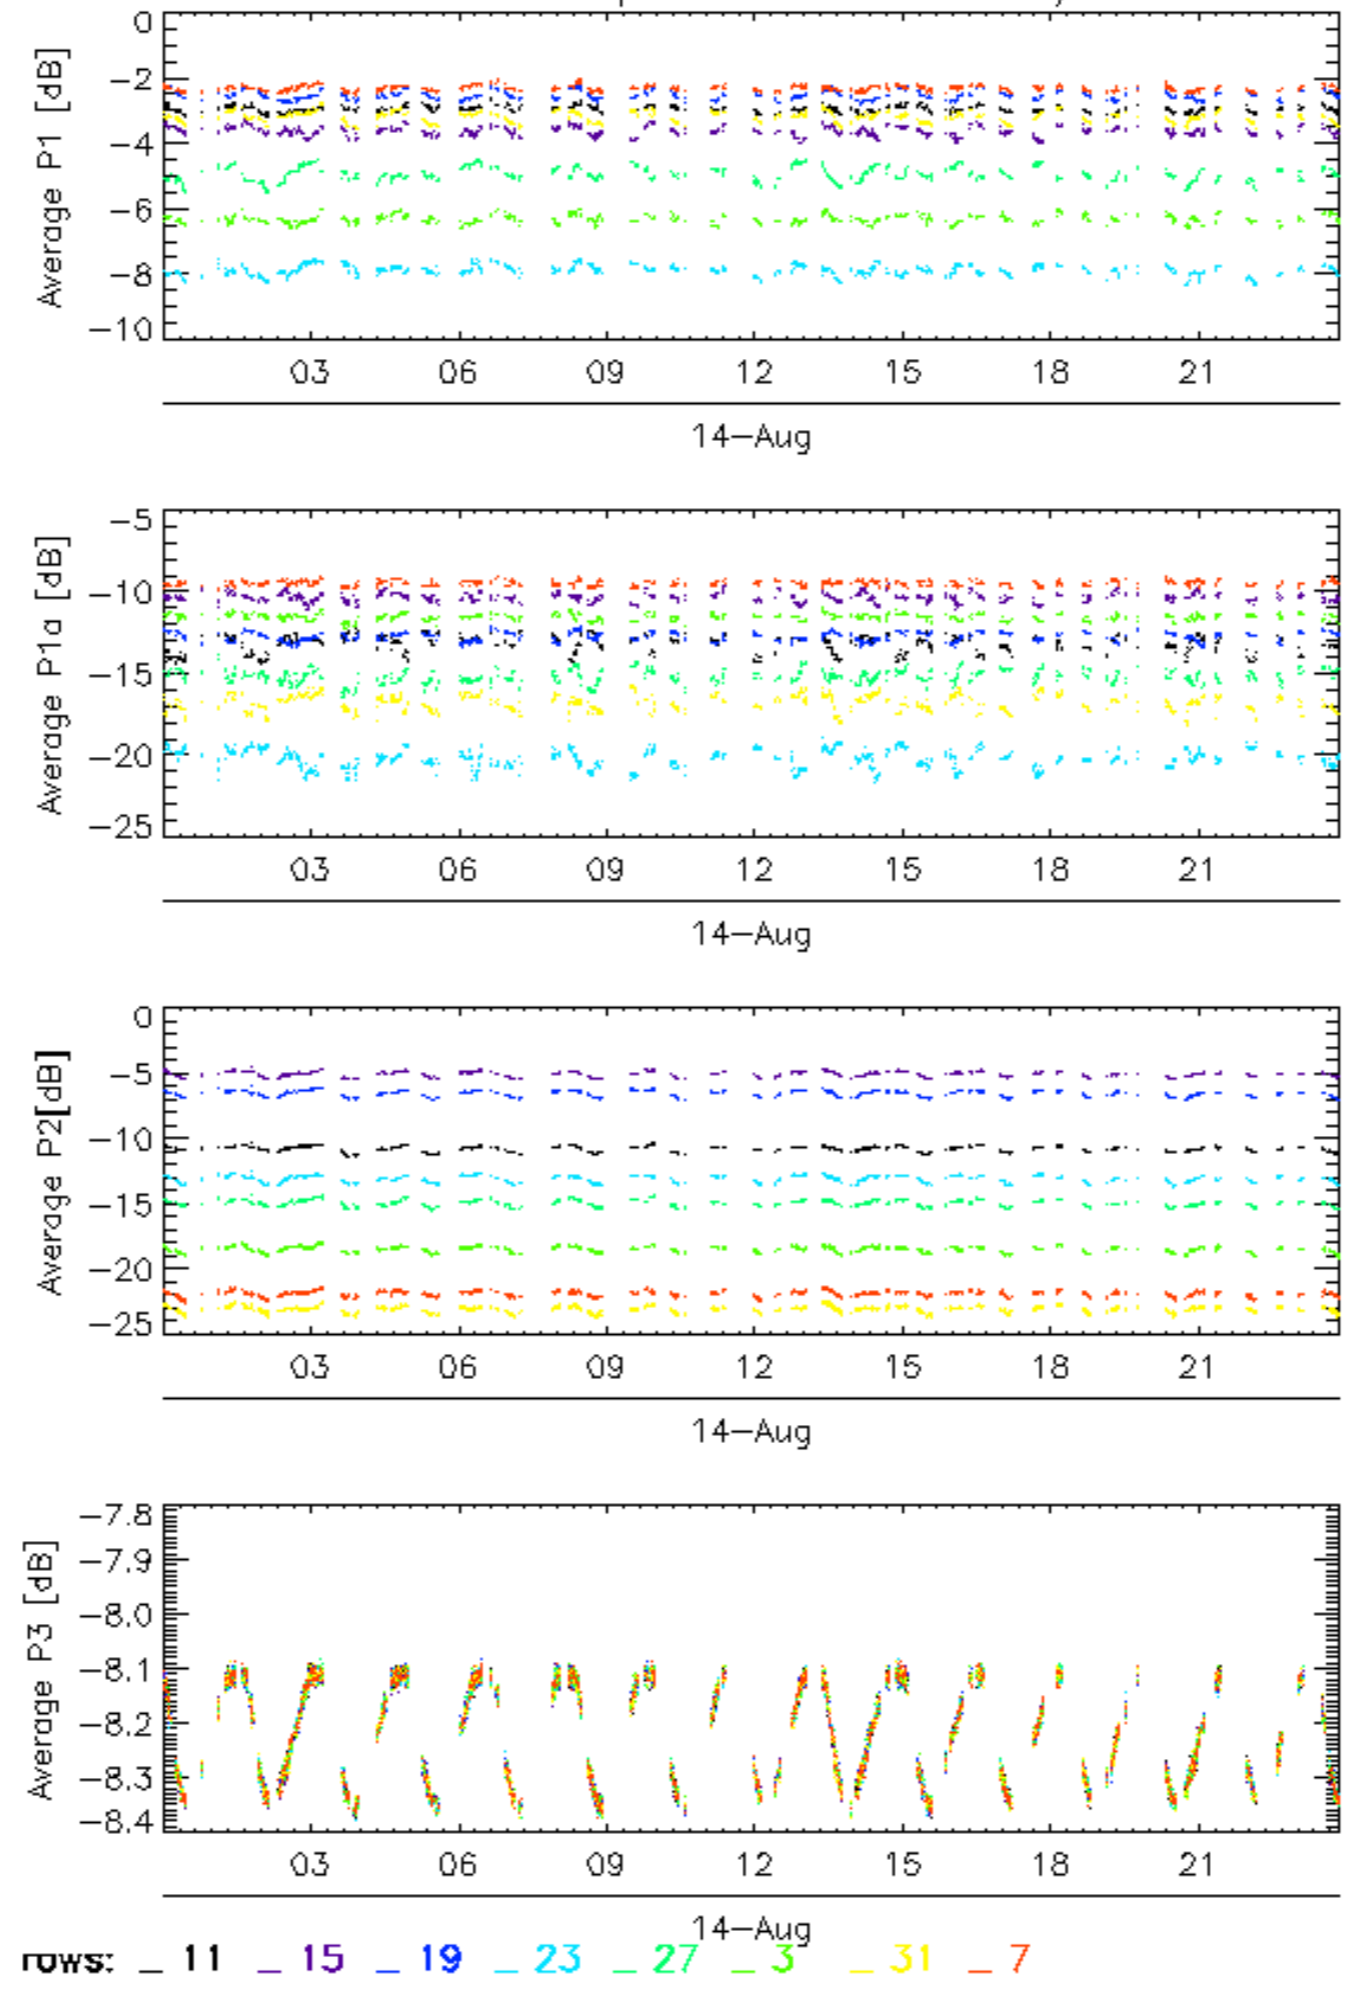 0
−2
−4
−6
−8
−10
Average P1 [dB]
03 06 09 12 15 18 21
14−Aug
−5
−10
−15
−20
−25
Average P1a [dB]
03 06 09 12 15 18 21
14−Aug
0
−5
−10
−15
−20
−25
Average P2[dB]
03 06 09 12 15 18 21
14−Aug
−7.8
−7.9
−8.0
−8.1
−8.2
−8.3
−8.4
Average P3 [dB]
03 06 09 12 15 18 21
14−Aug
rows: _ 11 _ 15 _ 19 _ 23 _ 27 _ 3 _ 31 _ 7